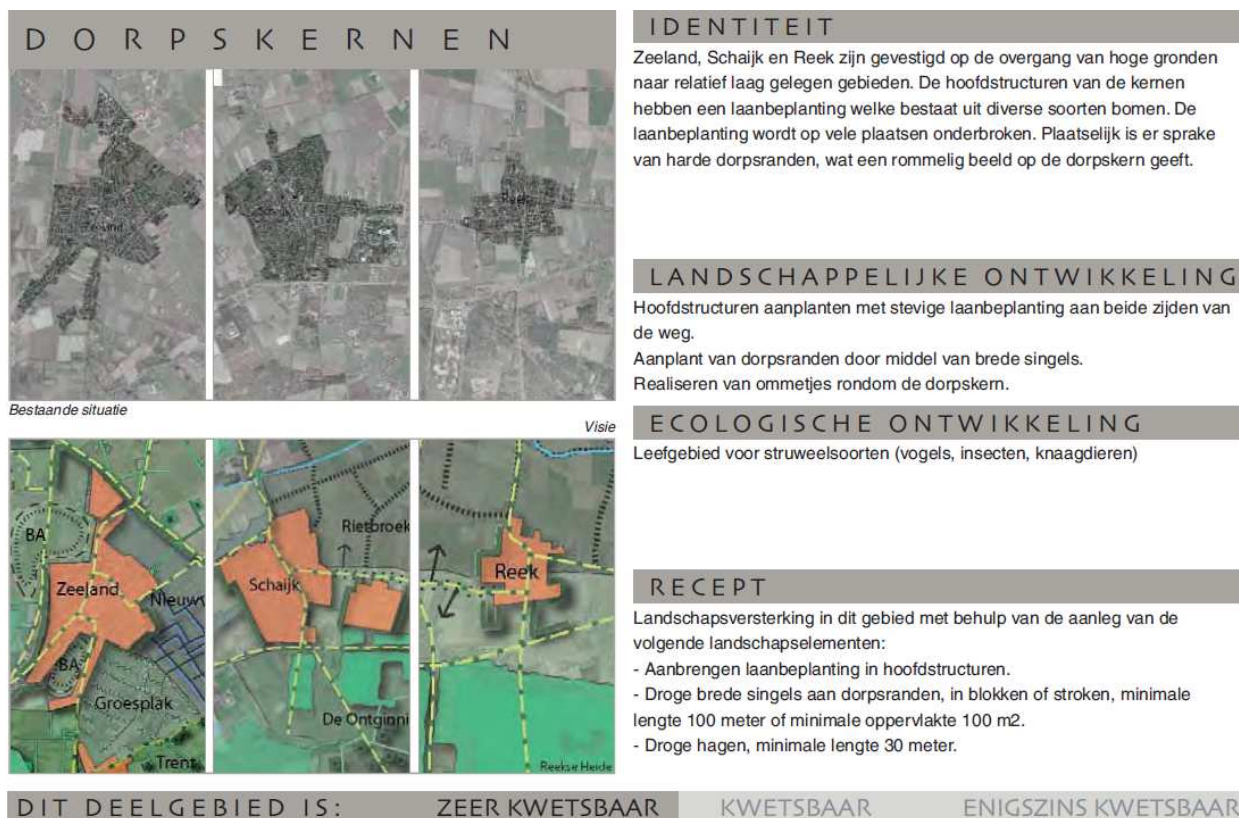 DORPSKERNEN
Zeeland
Reek
Bestaande situatie
Visie
BA
Zeeland
Nieuw
BA
Groesplak
Trent
Rietbroek
Schaijk
De Ontginni
Reek
Reekse Heide
IDENTITEIT
Zeeland, Schaijk en Reek zijn gevestigd op de overgang van hoge gronden
naar relatief laag gelegen gebieden. De hoofdstructuren van de kernen
hebben een laanbeplanting welke bestaat uit diverse soorten bomen. De
laanbeplanting wordt op vele plaatsen onderbroken. Plaatselijk is er sprake
van harde dorpsranden, wat een rommelig beeld op de dorpskern geeft.
LANDSCHAPPELIJKE ONTWIKKELING
Hoofdstructuren aanplanten met stevige laanbeplanting aan beide zijden van
de weg.
Aanplant van dorpsranden door middel van brede singels.
Realiseren van ommetjes rondom de dorpskern.
ECOLOGISCHE ONTWIKKELING
Leefgebied voor struweelsoorten (vogels, insecten, knaagdieren)
RECEPT
Landschapsversterking in dit gebied met behulp van de aanleg van de
volgende landschapselementen:
- Aanbrengen laanbeplanting in hoofdstructuren.
- Droge brede singels aan dorpsranden, in blokken of stroken, minimale
lengte 100 meter of minimale oppervlakte 100 m2.
- Droge hagen, minimale lengte 30 meter.
DIT DEELGEBIED IS: ZEER KWETSBAAR KWETSBAAR ENIGSZINS KWETSBAAR